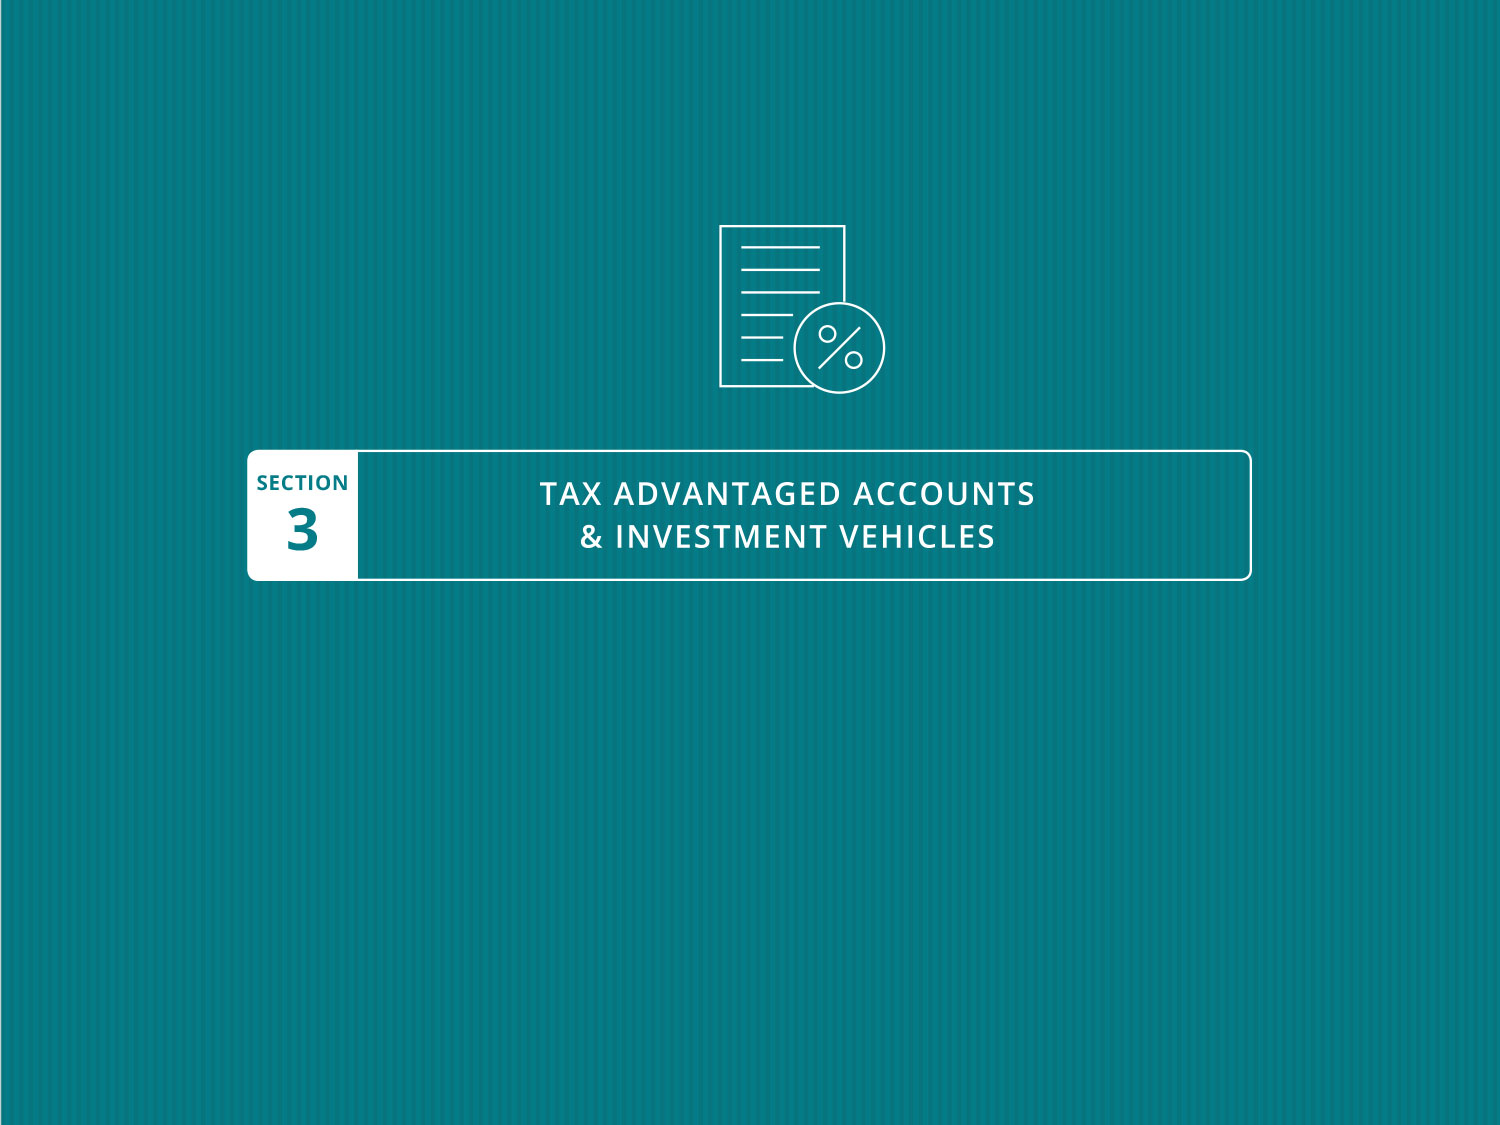 %
SECTION
3
TAX ADVANTAGED ACCOUNTS
& INVESTMENT VEHICLES